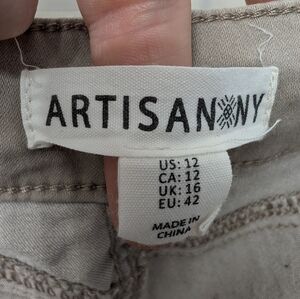 ARTISAN NY
US: 12
CA: 12
UK: 16
EU: 42
MADE IN
CHINA